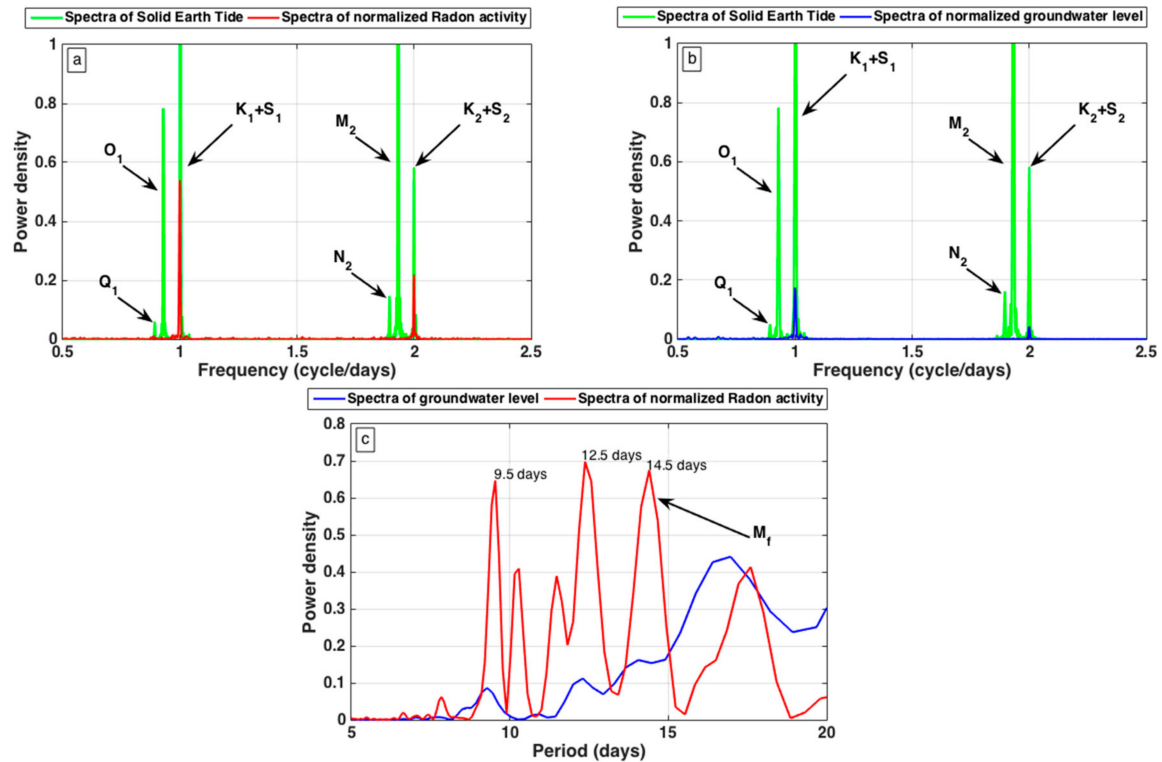 Spectra of Solid Earth Tide Spectra of normalized Radon activity
a
Power density
1
0.8
0.6
0.4
0.2
0
O1
Q1
K1+S1
M2
N2
K2+S2
0.5 1 1.5 2 2.5
Frequency (cycle/days)
Spectra of Solid Earth Tide Spectra of normalized groundwater level
b
Power density
1
0.8
0.6
0.4
0.2
0
O1
Q1
K1+S1
M2
N2
K2+S2
0.5 1 1.5 2 2.5
Frequency (cycle/days)
Spectra of groundwater level Spectra of normalized Radon activity
c
Power density
0.8
0.7
0.6
0.5
0.4
0.3
0.2
0.1
0
9.5 days
12.5 days
14.5 days
Mf
5 10 15 20
Period (days)